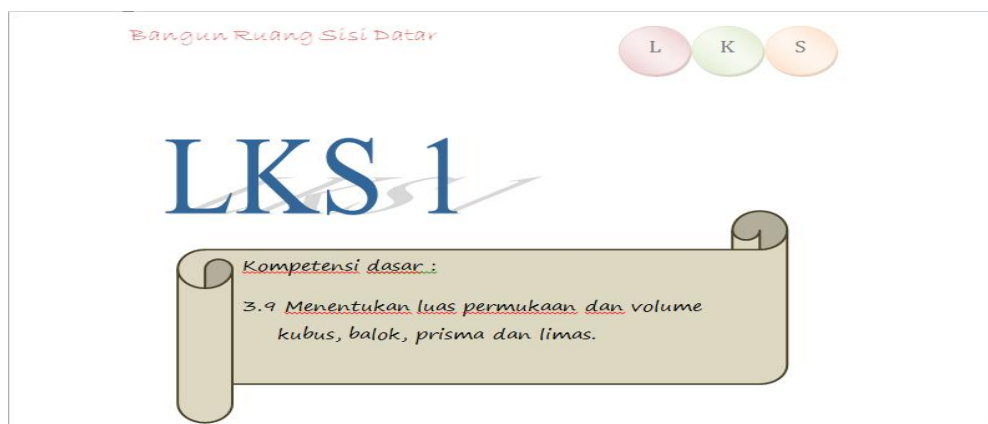 Bangun Ruang Sisi Datar
L K S
LKS 1
Kompetensi dasar :
3.9 Menentukan luas permukaan dan volume
kubus, balok, prisma dan limas.